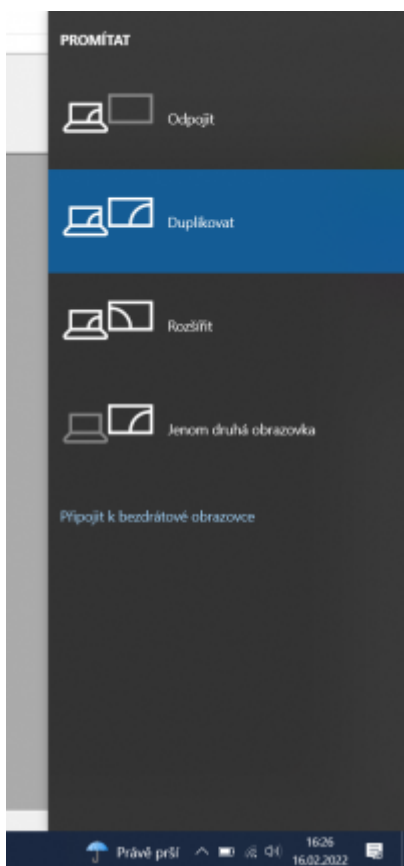 PROMÍTAT
Odpojit
Duplikovat
Rozšířit
Jenom druhá obrazovka
Připojit k bezdrátové obrazovce
Právě prší
16:26
16.02.2022